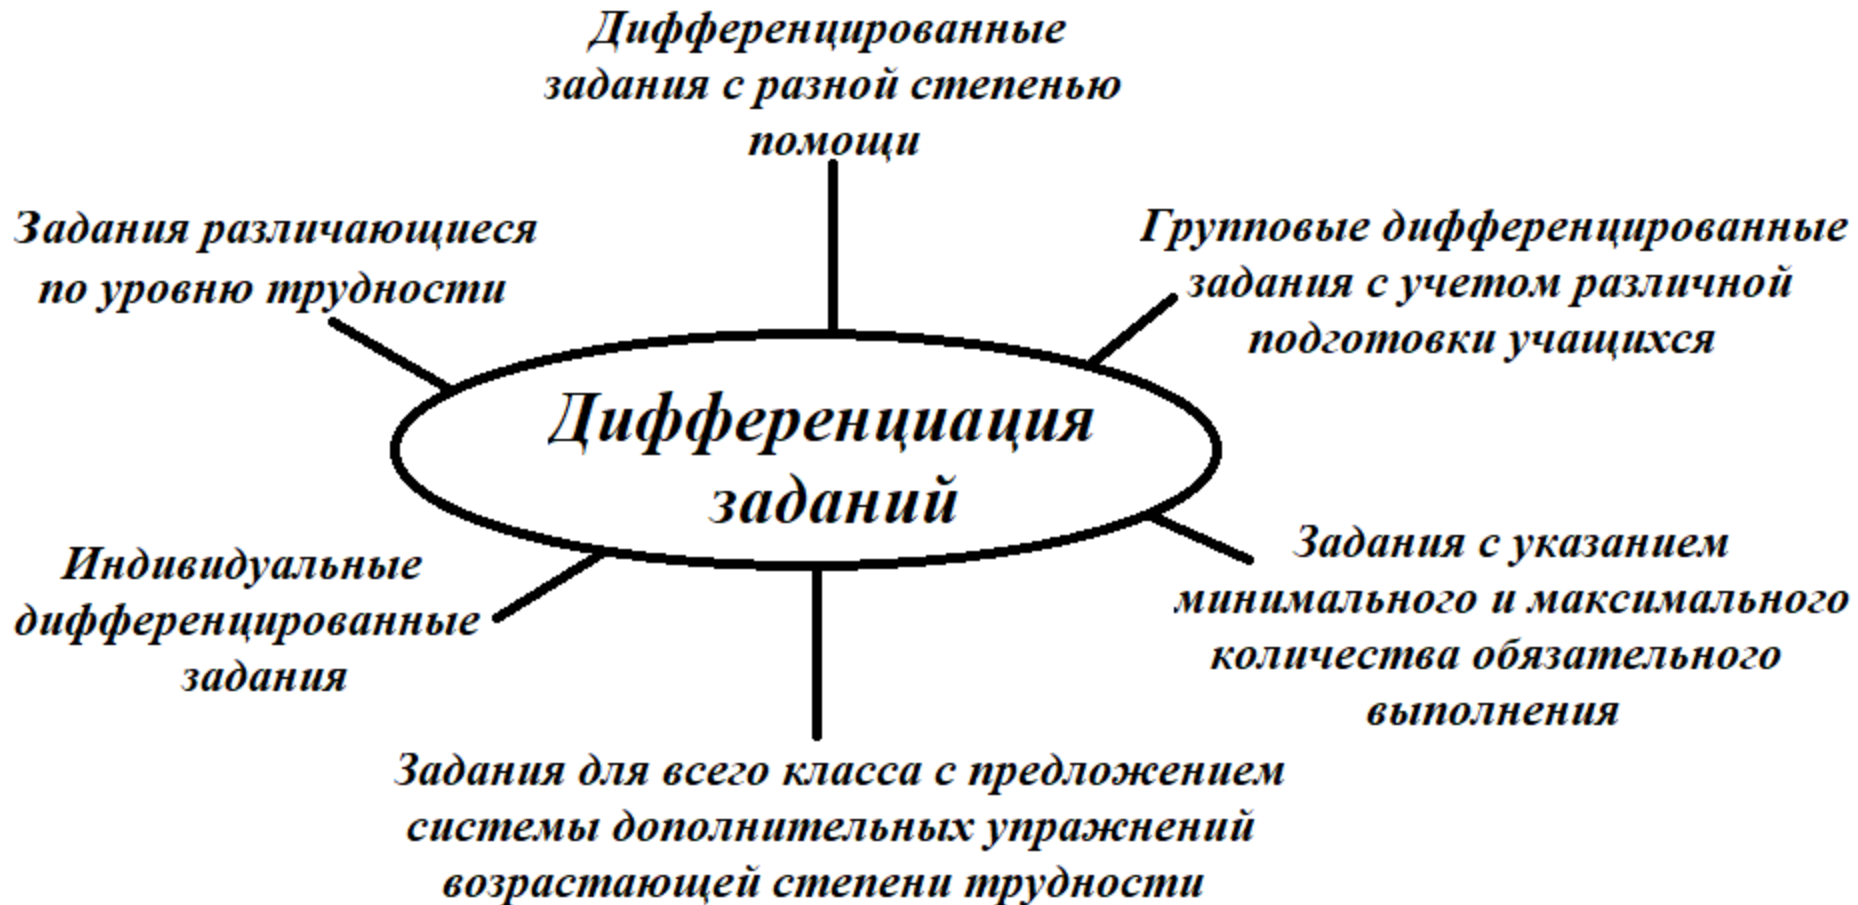 Дифференцированные
задания с разной степенью
помощи
Задания различающиеся
по уровню трудности
Групповые дифференцированные
задания с учетом различной
подготовки учащихся
Дифференциация
заданий
Индивидуальные
дифференцированные
задания
Задания с указанием
минимального и максимального
количества обязательного
выполнения
Задания для всего класса с предложением
системы дополнительных упражнений
возрастающей степени трудности